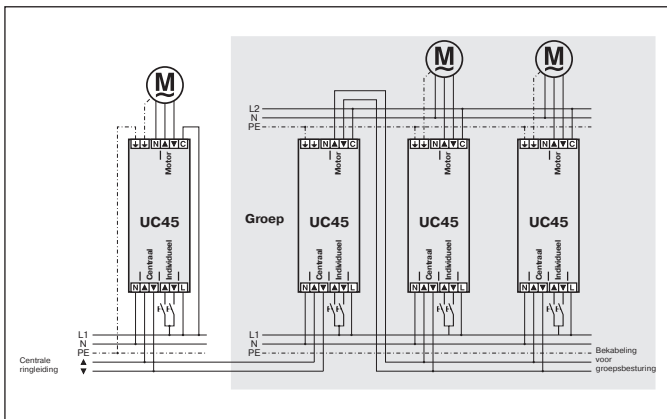 M M M
L2
N
PE
N ▲ ▼ C N ▲ ▼ C N ▲ ▼ C N ▲ ▼ C
Motor Motor Motor Motor
UC45 Groep UC45 UC45 UC45
Centraal Individueel Centraal Individueel Centraal Individueel Centraal Individueel
N ▲ ▼ ▲ ▼ L N ▲ ▼ ▲ ▼ L N ▲ ▼ ▲ ▼ L N ▲ ▼ ▲ ▼ L
L1 L1
N N
PE PE
Centrale
ringleiding
▲
▼
Bekabeling
voor
groepsbesturing